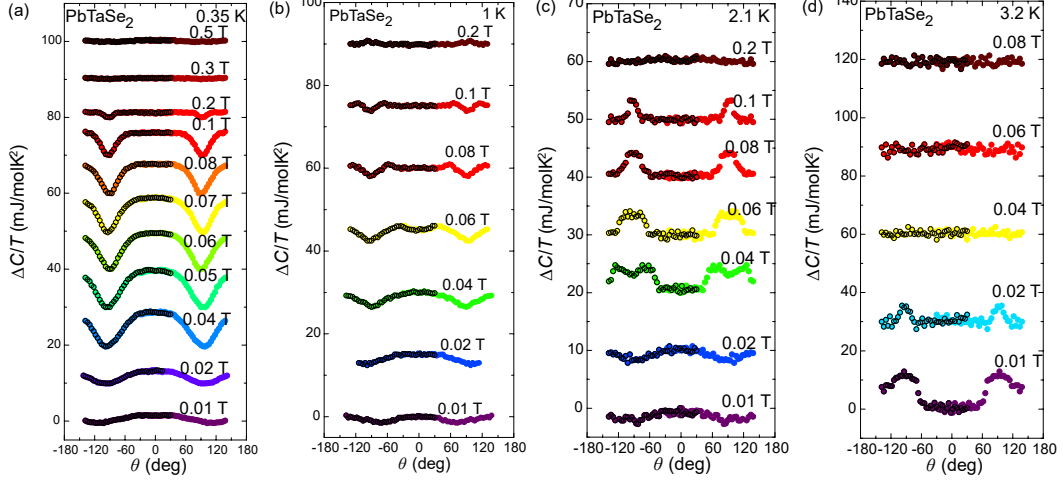 (a)
PbTaSe2 0.35 K
100
80
60
40
20
0
ΔC/T (mJ/molK²)
0.5 T
0.3 T
0.2 T
0.1 T
0.08 T
0.07 T
0.06 T
0.05 T
0.04 T
0.02 T
0.01 T
-180 -120 -60 0 60 120 180
θ (deg)
(b)
PbTaSe2 1 K
90
60
30
0
ΔC/T (mJ/molK²)
0.2 T
0.1 T
0.08 T
0.06 T
0.04 T
0.02 T
0.01 T
-180 -120 -60 0 60 120 180
θ (deg)
(c)
PbTaSe2 2.1 K
70
60
50
40
30
20
10
0
ΔC/T (mJ/molK²)
0.2 T
0.1 T
0.08 T
0.06 T
0.04 T
0.02 T
0.01 T
-180 -120 -60 0 60 120 180
θ (deg)
(d)
PbTaSe2 3.2 K
140
120
100
80
60
40
20
0
ΔC/T (mJ/molK²)
0.08 T
0.06 T
0.04 T
0.02 T
0.01 T
-180 -120 -60 0 60 120 180
θ (deg)